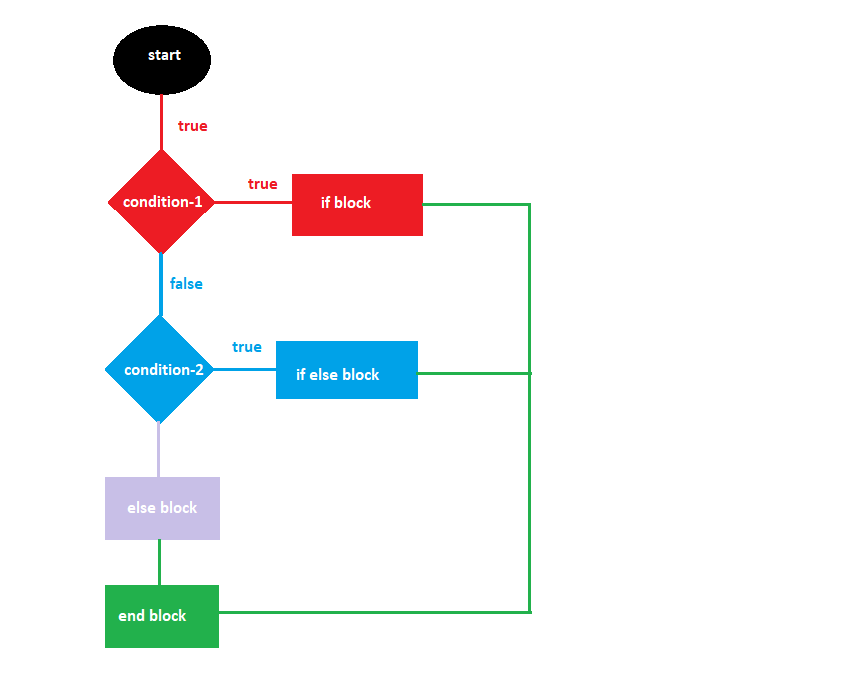 start
true
condition-1
true
if block
false
condition-2
true
if else block
else block
end block